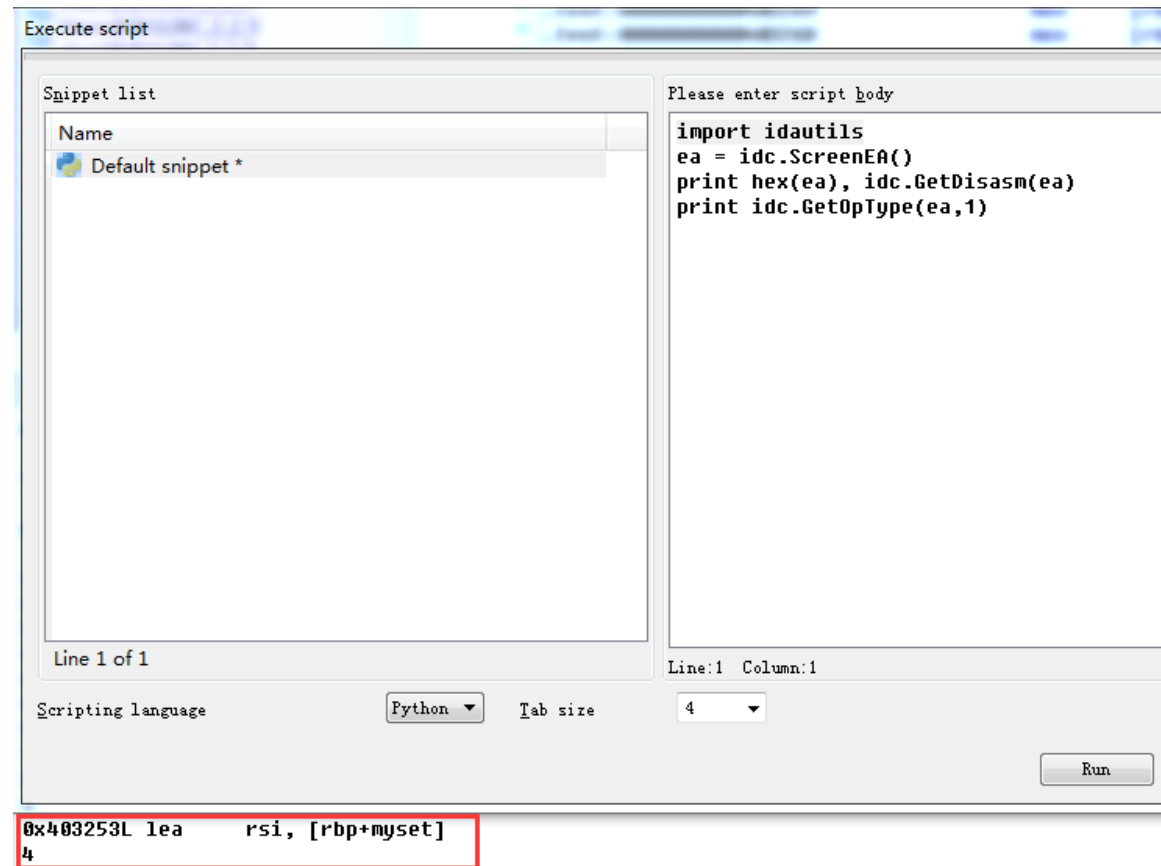 Execute script
Snippet list
Name
Default snippet *
Line 1 of 1
Please enter script body
import idautils
ea = idc.ScreenEA()
print hex(ea), idc.GetDisasm(ea)
print idc.GetOpType(ea,1)
Line:1 Column:1
Scripting language Python Tab size 4
Run
0x403253L lea rsi, [rbp+myset]
4